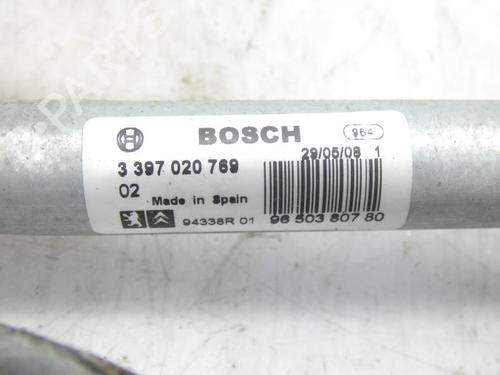 BOSCH 964
3 397 020 769 29/05/08 1
02
Made in Spain
94338R 01 96 503 807 80